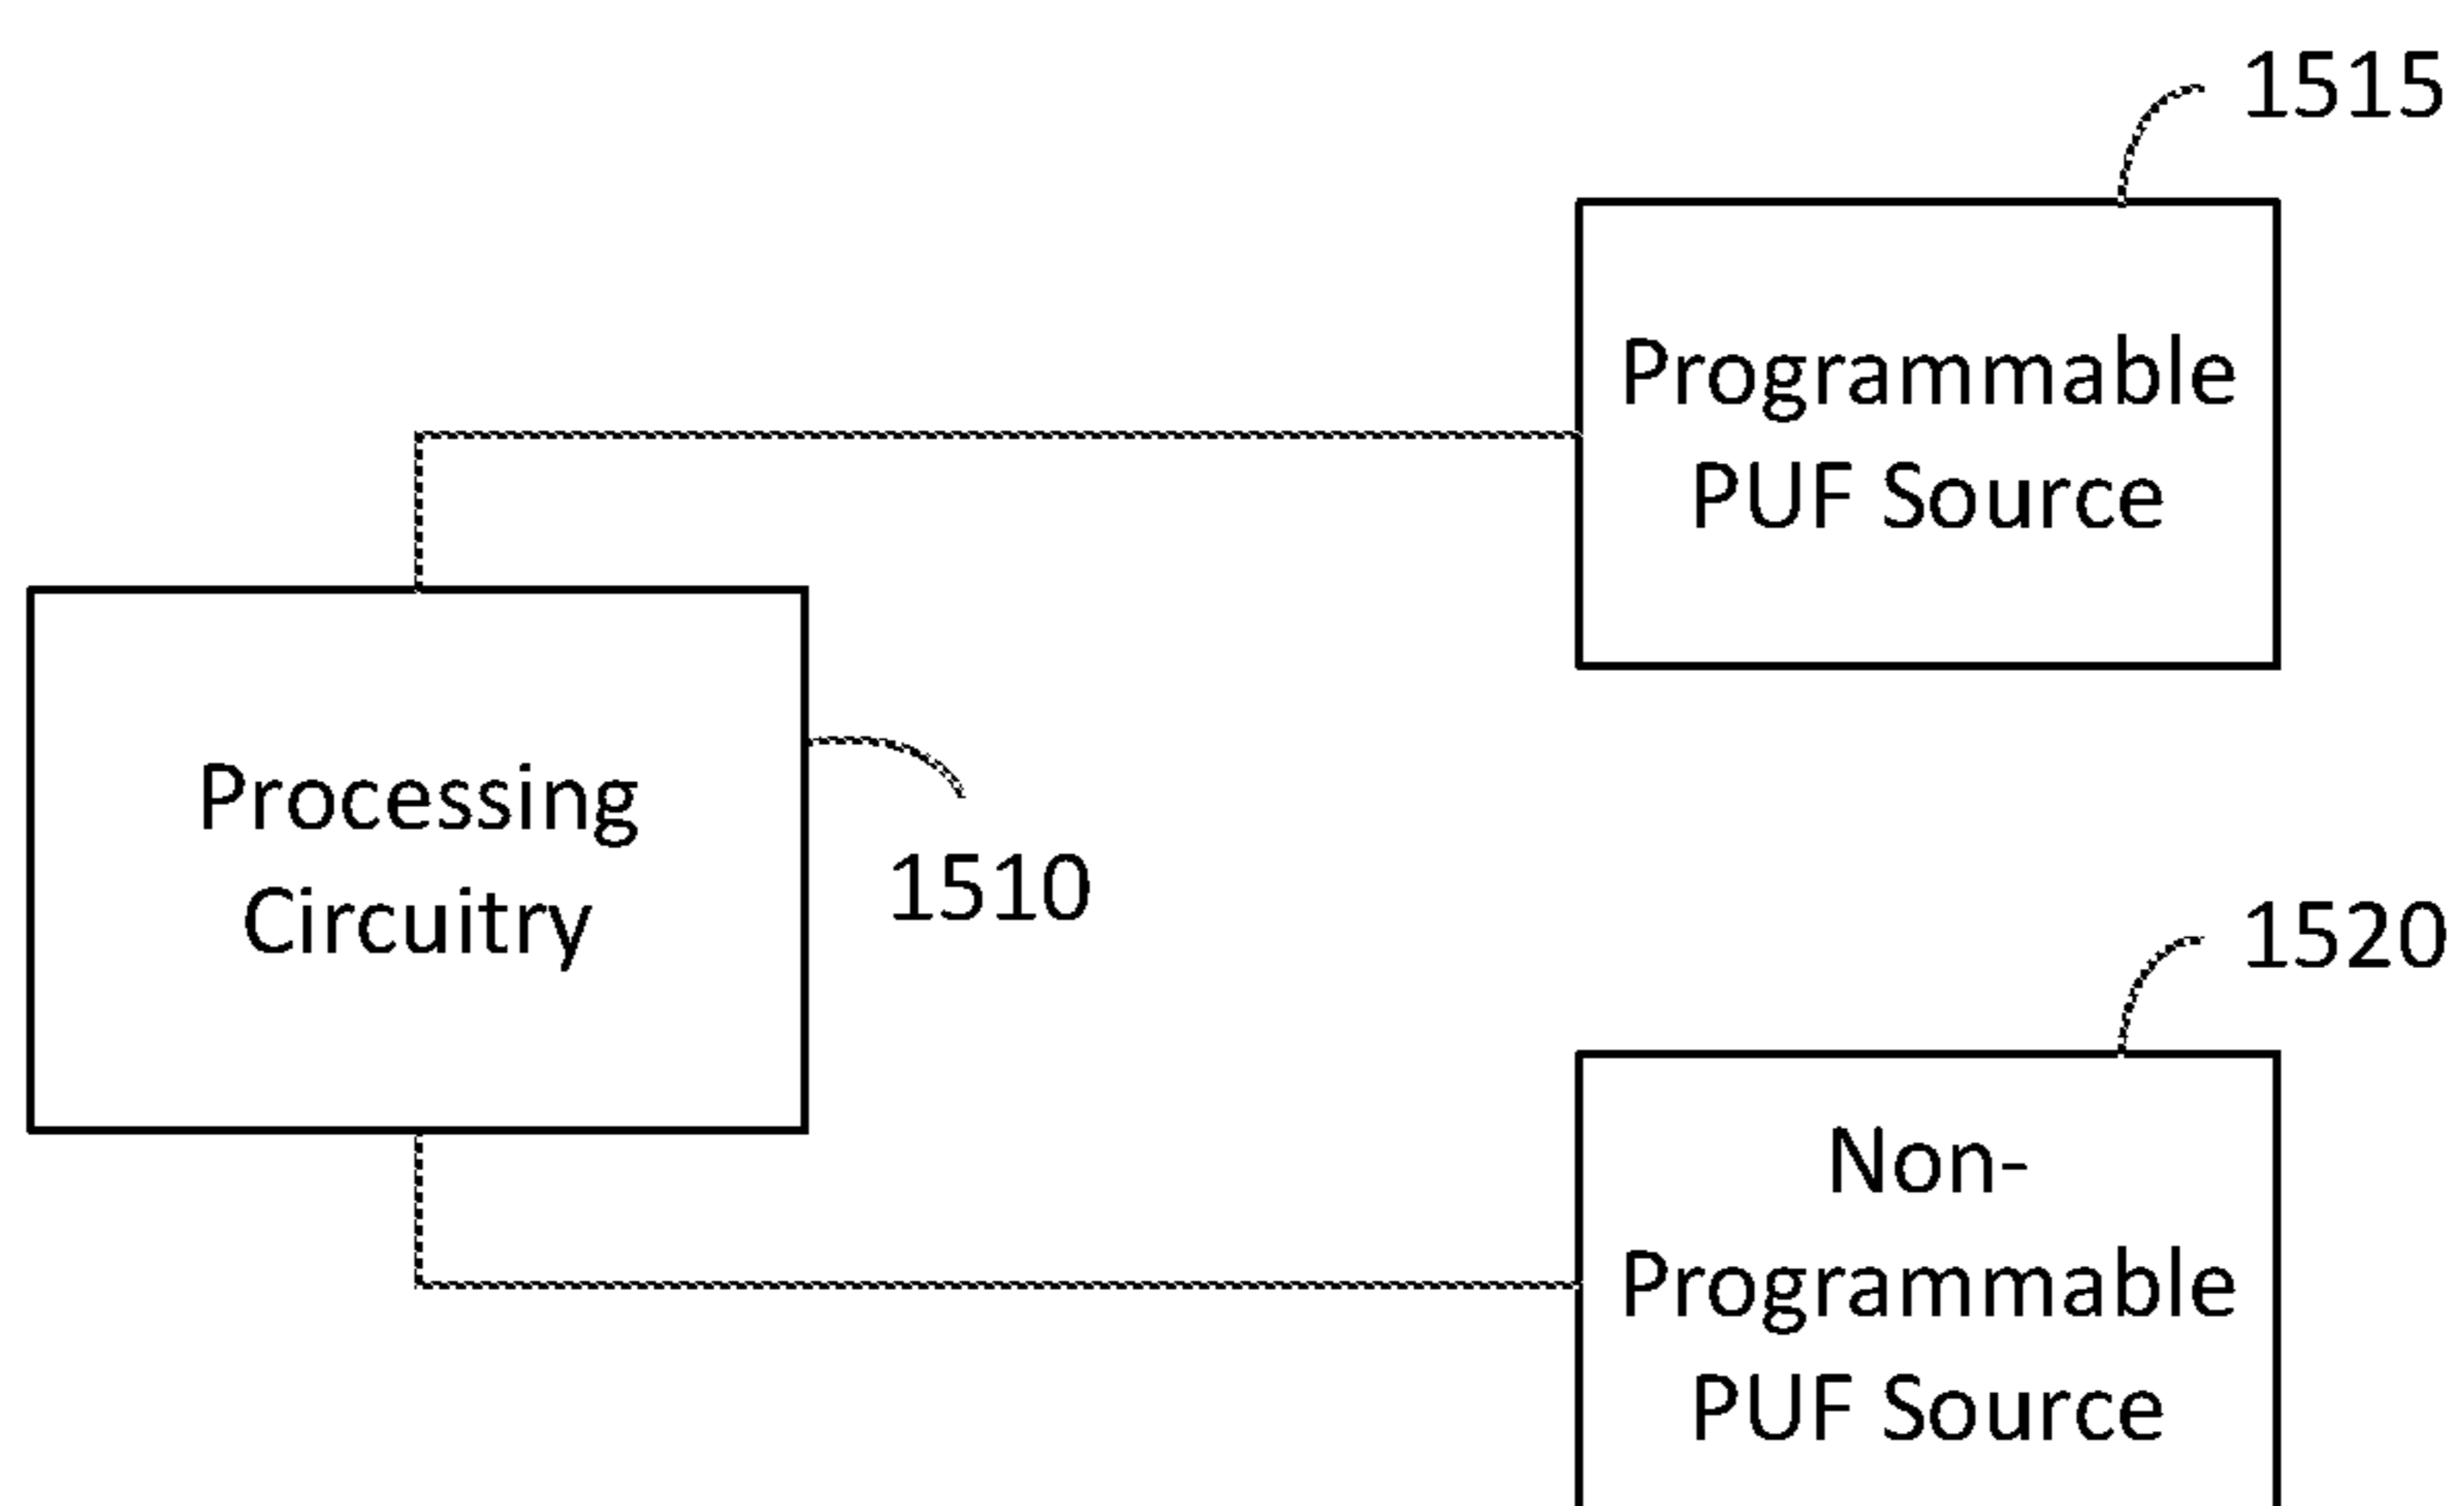 1515
Programmable
PUF Source
Processing
Circuitry
1510
1520
Non-
Programmable
PUF Source